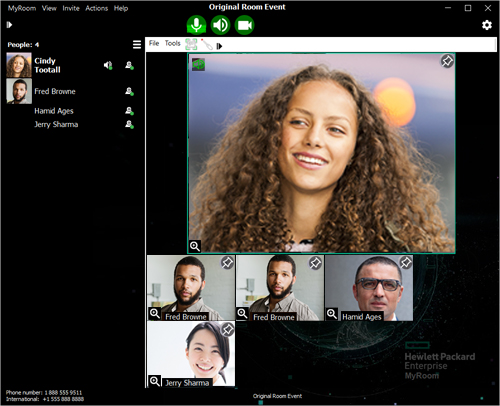 MyRoom View Invite Actions Help
Original Room Event
People: 4
File Tools
Cindy
Tootall
Fred Browne
Hamid Ages
Jerry Sharma
Fred Browne
Fred Browne
Hamid Ages
Jerry Sharma
Hewlett Packard
Enterprise
MyRoom
Phone number: 1 888 555 9511
International: +1 555 888 8888
Original Room Event